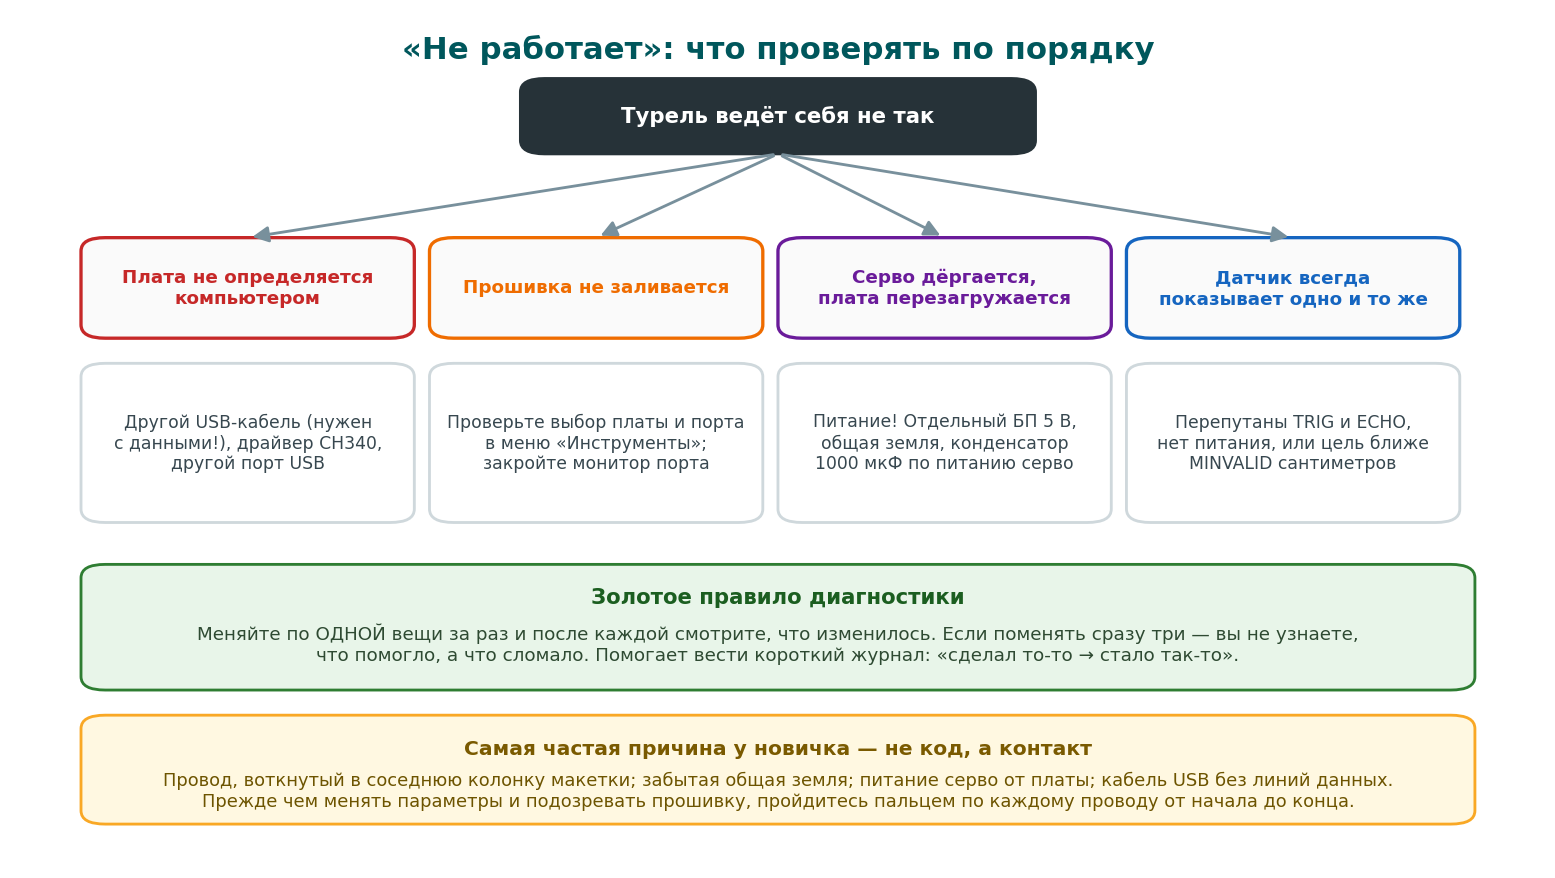 «Не работает»: что проверять по порядку
Турель ведёт себя не так
Плата не определяется
компьютером
Прошивка не заливается
Серво дёргается,
плата перезагружается
Датчик всегда
показывает одно и то же
Другой USB-кабель (нужен
с данными!), драйвер CH340,
другой порт USB
Проверьте выбор платы и порта
в меню «Инструменты»;
закройте монитор порта
Питание! Отдельный БП 5 В,
общая земля, конденсатор
1000 мкФ по питанию серво
Перепутаны TRIG и ECHO,
нет питания, или цель ближе
MINVALID сантиметров
Золотое правило диагностики
Меняйте по ОДНОЙ вещи за раз и после каждой смотрите, что изменилось. Если поменять сразу три — вы не узнаете,
что помогло, а что сломало. Помогает вести короткий журнал: «сделал то-то → стало так-то».
Самая частая причина у новичка — не код, а контакт
Провод, воткнутый в соседнюю колонку макетки; забытая общая земля; питание серво от платы; кабель USB без линий данных.
Прежде чем менять параметры и подозревать прошивку, пройдитесь пальцем по каждому проводу от начала до конца.